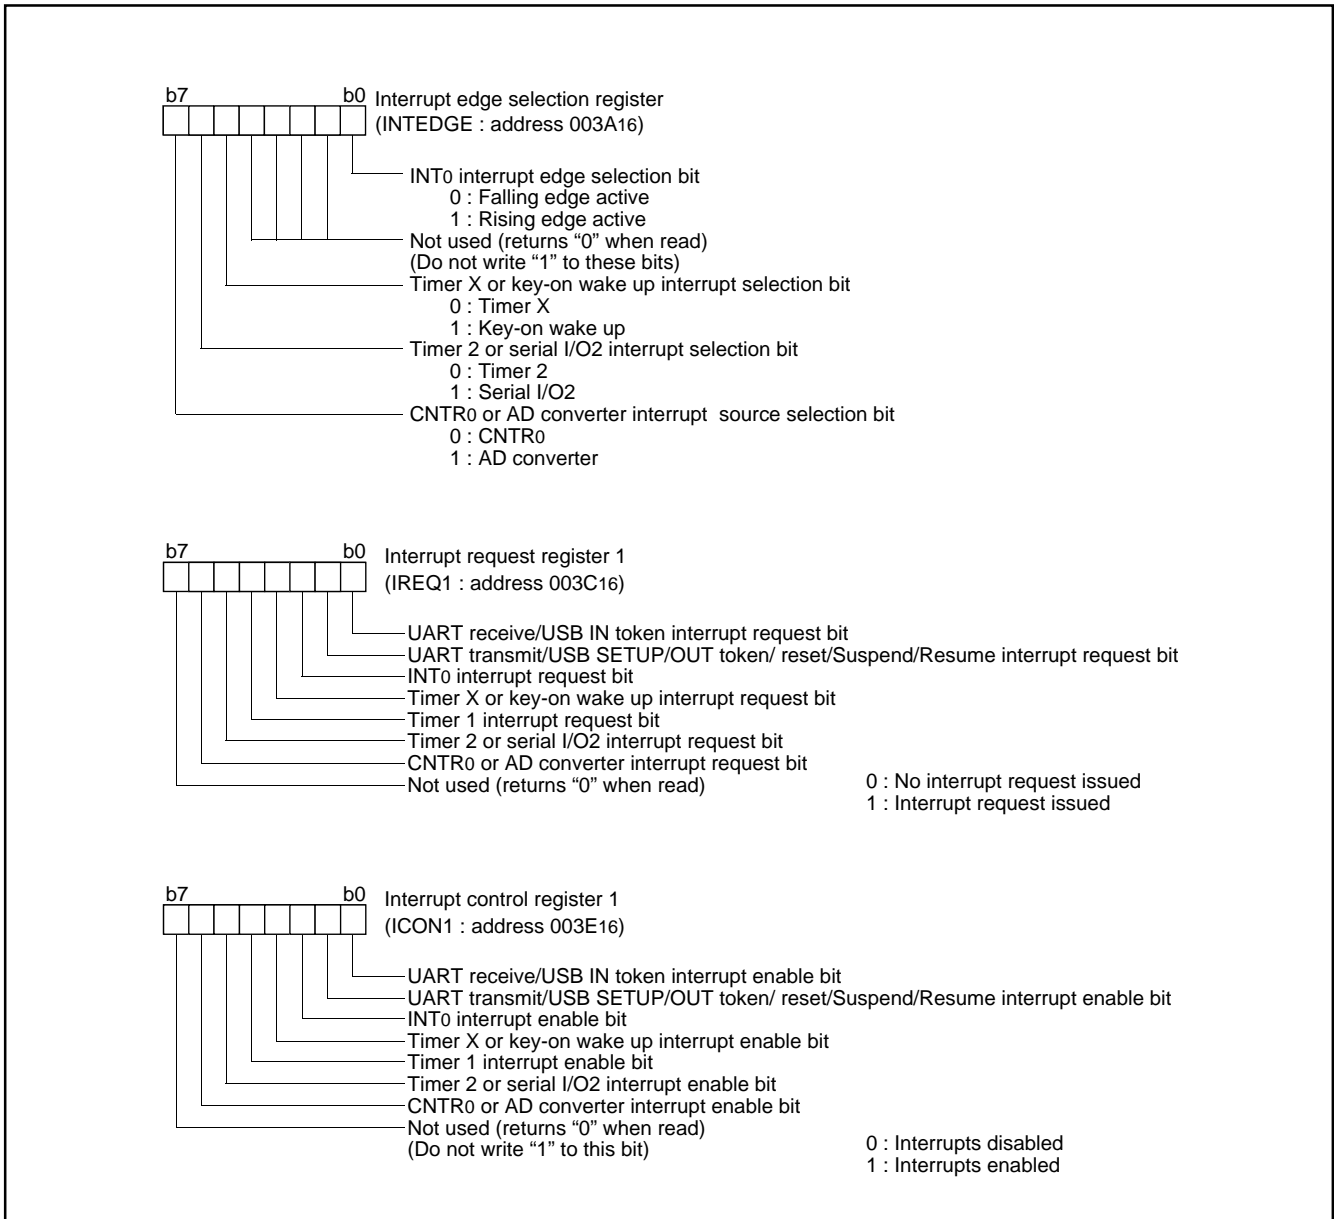 b7 b0 Interrupt edge selection register
(INTEDGE : address 003A16)
INT0 interrupt edge selection bit
0 : Falling edge active
1 : Rising edge active
Not used (returns “0” when read)
(Do not write “1” to these bits)
Timer X or key-on wake up interrupt selection bit
0 : Timer X
1 : Key-on wake up
Timer 2 or serial I/O2 interrupt selection bit
0 : Timer 2
1 : Serial I/O2
CNTR0 or AD converter interrupt source selection bit
0 : CNTR0
1 : AD converter
b7 b0 Interrupt request register 1
(IREQ1 : address 003C16)
UART receive/USB IN token interrupt request bit
UART transmit/USB SETUP/OUT token/ reset/Suspend/Resume interrupt request bit
INT0 interrupt request bit
Timer X or key-on wake up interrupt request bit
Timer 1 interrupt request bit
Timer 2 or serial I/O2 interrupt request bit
CNTR0 or AD converter interrupt request bit
Not used (returns “0” when read)
0 : No interrupt request issued
1 : Interrupt request issued
b7 b0 Interrupt control register 1
(ICON1 : address 003E16)
UART receive/USB IN token interrupt enable bit
UART transmit/USB SETUP/OUT token/ reset/Suspend/Resume interrupt enable bit
INT0 interrupt enable bit
Timer X or key-on wake up interrupt enable bit
Timer 1 interrupt enable bit
Timer 2 or serial I/O2 interrupt enable bit
CNTR0 or AD converter interrupt enable bit
Not used (returns “0” when read)
(Do not write “1” to this bit)
0 : Interrupts disabled
1 : Interrupts enabled